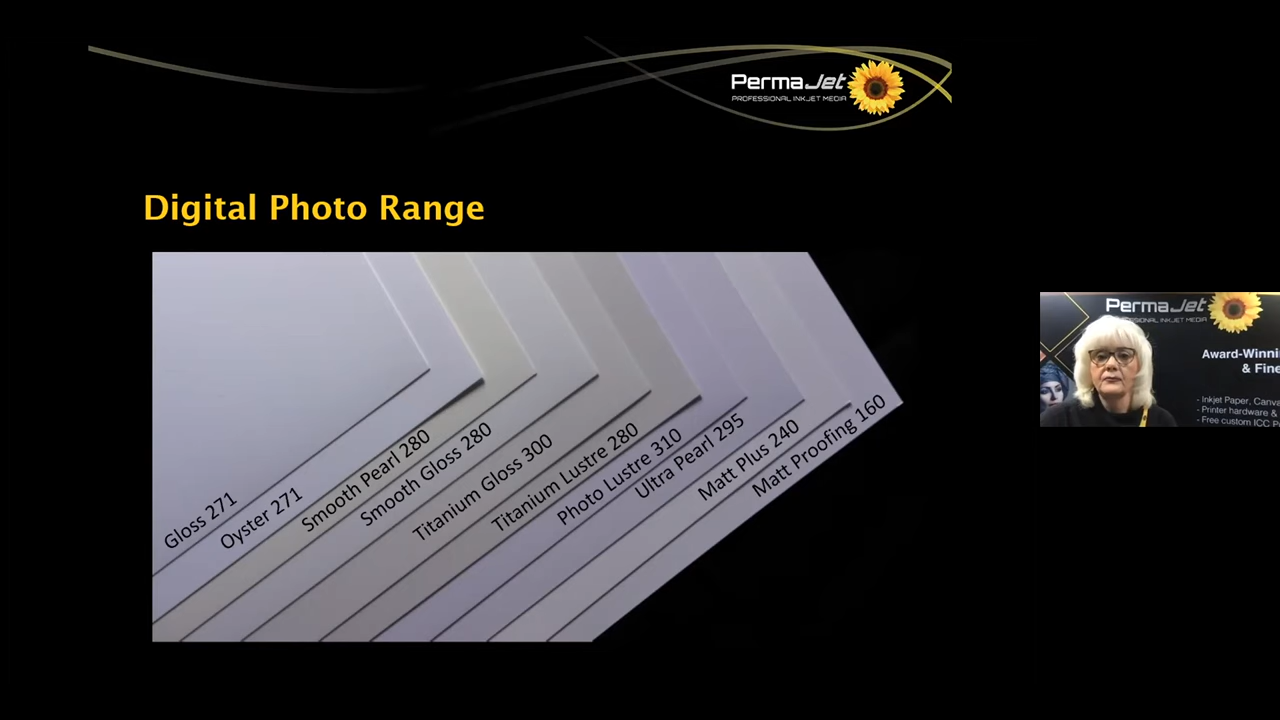 PermaJet
PROFESSIONAL INKJET MEDIA
Digital Photo Range
Gloss 271
Oyster 271
Smooth Pearl 280
Smooth Gloss 280
Titanium Gloss 300
Titanium Lustre 280
Photo Lustre 310
Ultra Pearl 295
Matt Plus 240
Matt Proofing 160
PermaJet
PROFESSIONAL INKJET MEDIA
Award-Winni
& Fine
- Inkjet Paper, Canva
- Printer hardware &
- Free custom ICC P